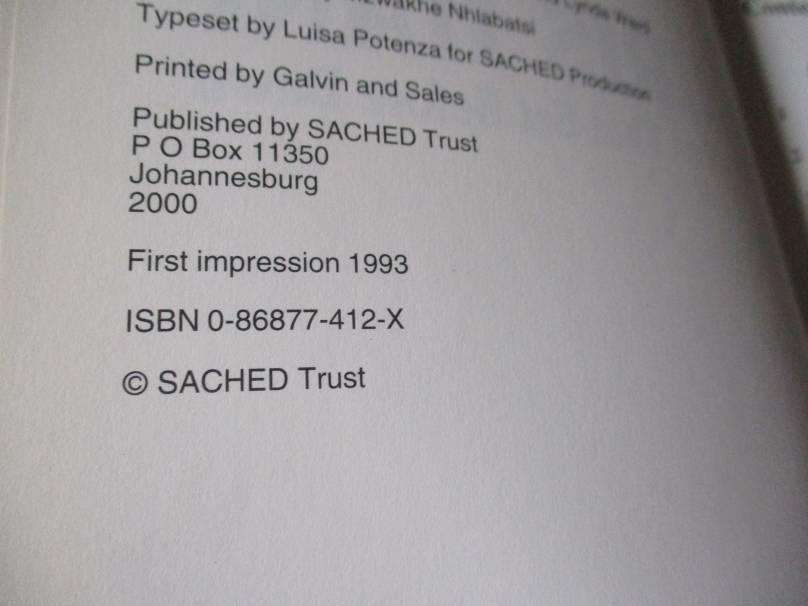 Nhlabatsi
Typeset by Luisa Potenza for SACHED Production
Printed by Galvin and Sales
Published by SACHED Trust
P O Box 11350
Johannesburg
2000
First impression 1993
ISBN 0-86877-412-X
© SACHED Trust